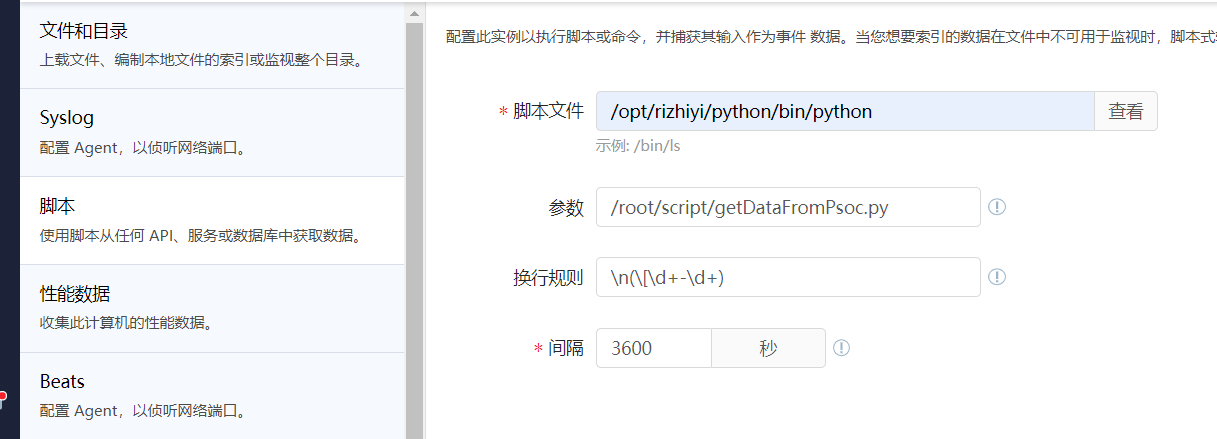 文件和目录
上载文件、编制本地文件的索引或监视整个目录。
Syslog
配置 Agent，以侦听网络端口。
脚本
使用脚本从任何 API、服务或数据库中获取数据。
性能数据
收集此计算机的性能数据。
Beats
配置 Agent，以侦听网络端口。
配置此实例以执行脚本或命令，并捕获其输入作为事件 数据。当您想要索引的数据在文件中不可用于监视时，脚本式
* 脚本文件 /opt/rizhiyi/python/bin/python 查看
示例: /bin/ls
参数 /root/script/getDataFromPsoc.py
换行规则 \n(\[\d+-\d+)
* 间隔 3600 秒